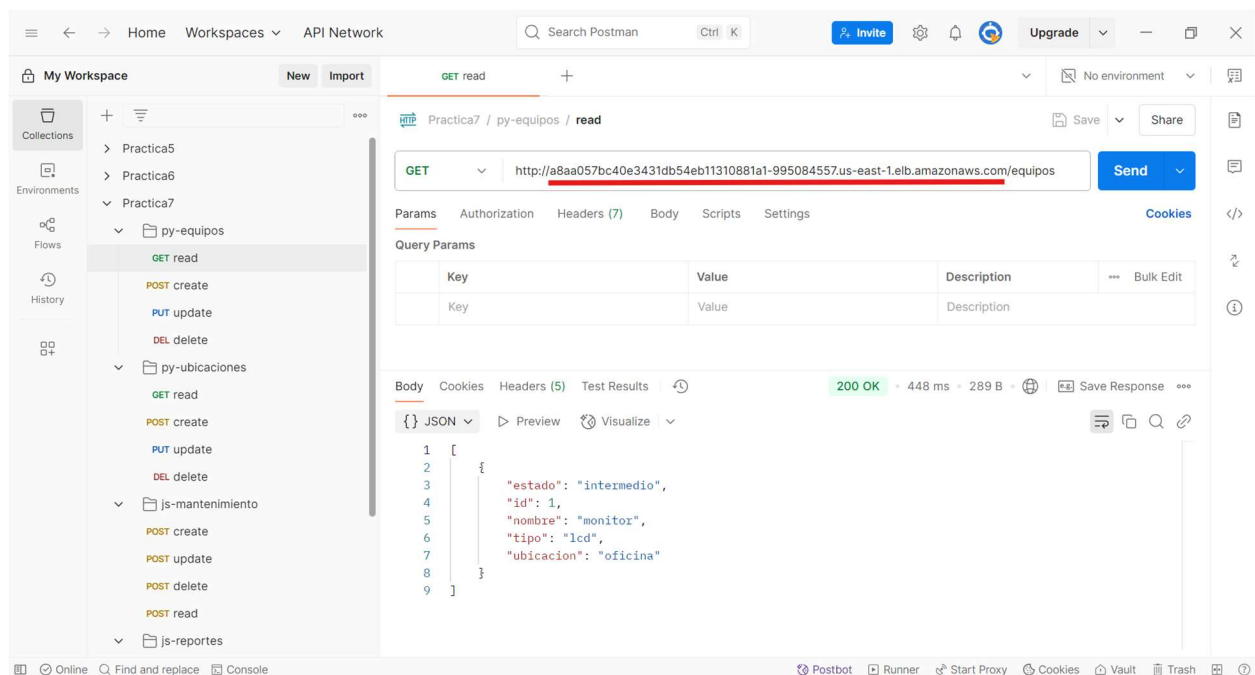 Home Workspaces API Network Search Postman Ctrl K Invite Upgrade
My Workspace New Import GET read No environment
Collections
Environments
Flows
History
Practica5
Practica6
Practica7
py-equipos
GET read
POST create
PUT update
DEL delete
py-ubicaciones
GET read
POST create
PUT update
DEL delete
js-mantenimiento
POST create
POST update
POST delete
POST read
js-reportes
HTTP Practica7 / py-equipos / read Save Share
GET http://a8aa057bc40e3431db54eb11310881a1-995084557.us-east-1.elb.amazonaws.com/equipos Send
Params Authorization Headers (7) Body Scripts Settings Cookies
Query Params
Key Value Description Bulk Edit
Key Value Description
Body Cookies Headers (5) Test Results 200 OK 448 ms 289 B e.g. Save Response
{} JSON Preview Visualize
1 [
2 {
3 "estado": "intermedio",
4 "id": 1,
5 "nombre": "monitor",
6 "tipo": "lcd",
7 "ubicacion": "oficina"
8 }
9 ]
Online Find and replace Console Postbot Runner Start Proxy Cookies Vault Trash